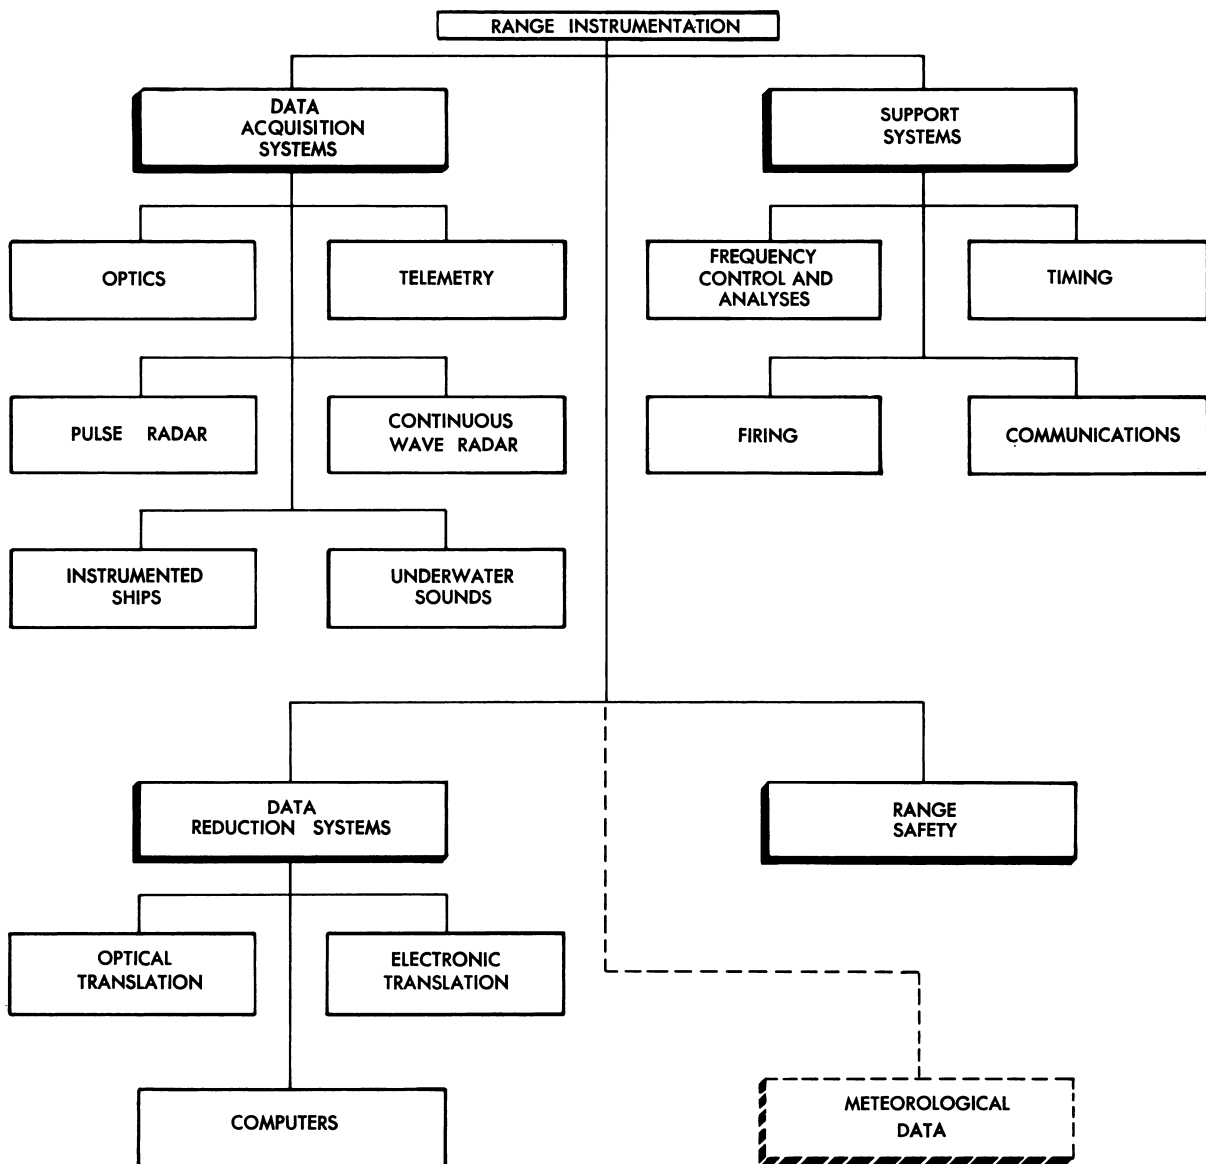 RANGE INSTRUMENTATION
DATA
ACQUISITION
SYSTEMS
SUPPORT
SYSTEMS
OPTICS
TELEMETRY
FREQUENCY
CONTROL AND
ANALYSES
TIMING
PULSE RADAR
CONTINUOUS
WAVE RADAR
FIRING
COMMUNICATIONS
INSTRUMENTED
SHIPS
UNDERWATER
SOUNDS
DATA
REDUCTION SYSTEMS
RANGE
SAFETY
OPTICAL
TRANSLATION
ELECTRONIC
TRANSLATION
COMPUTERS
METEOROLOGICAL
DATA